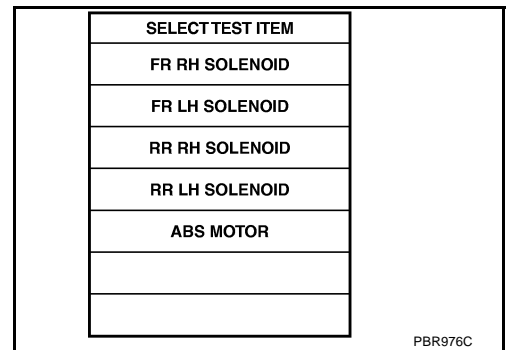 SELECT TEST ITEM
FR RH SOLENOID
FR LH SOLENOID
RR RH SOLENOID
RR LH SOLENOID
ABS MOTOR
PBR976C